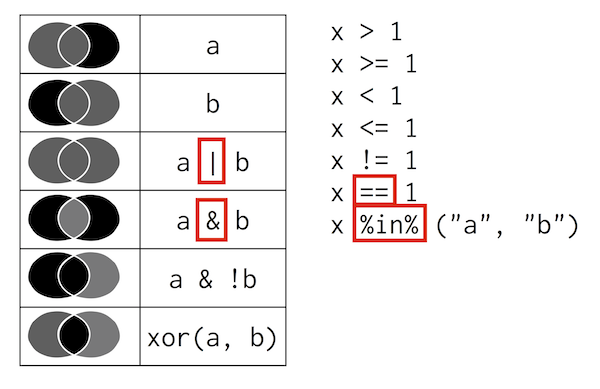 a
b
a | b
a & b
a & !b
xor(a, b)
x > 1
x >= 1
x < 1
x <= 1
x != 1
x == 1
x %in% ("a", "b")